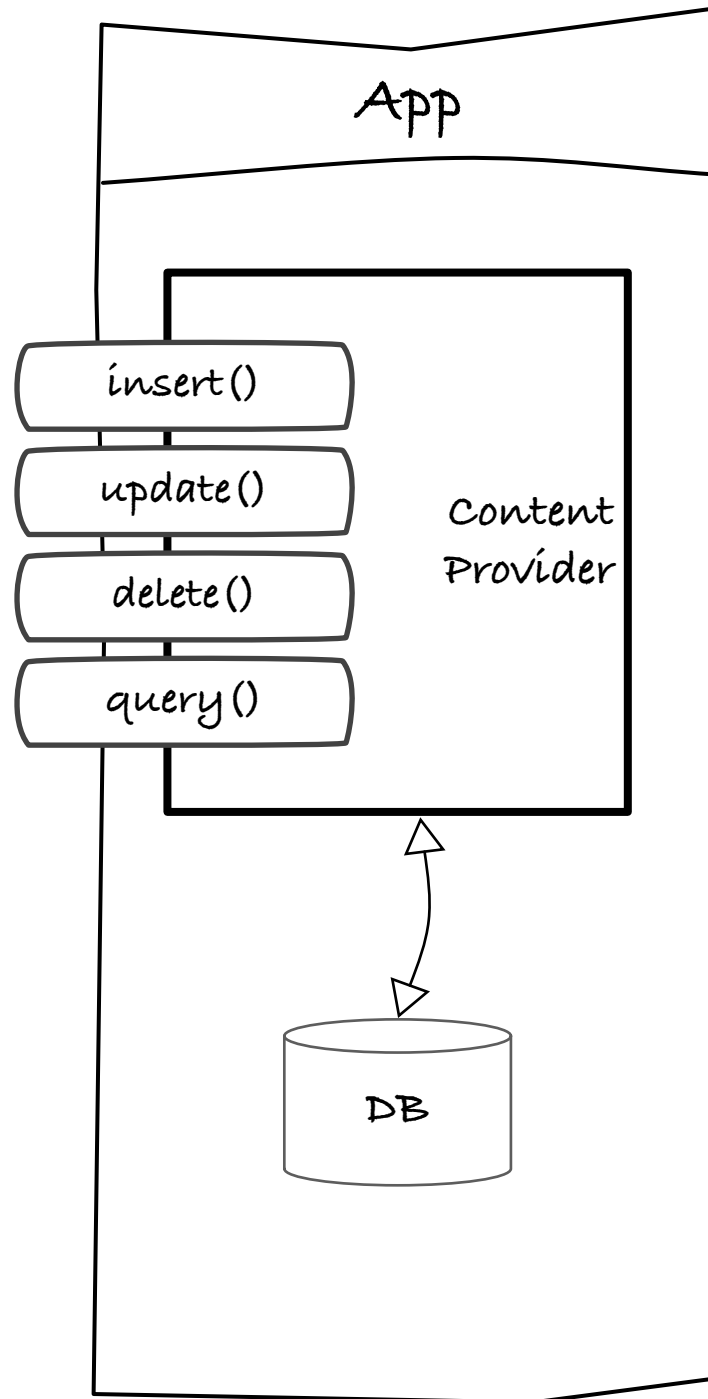 App
insert()
update()
delete()
query()
Content
Provider
DB